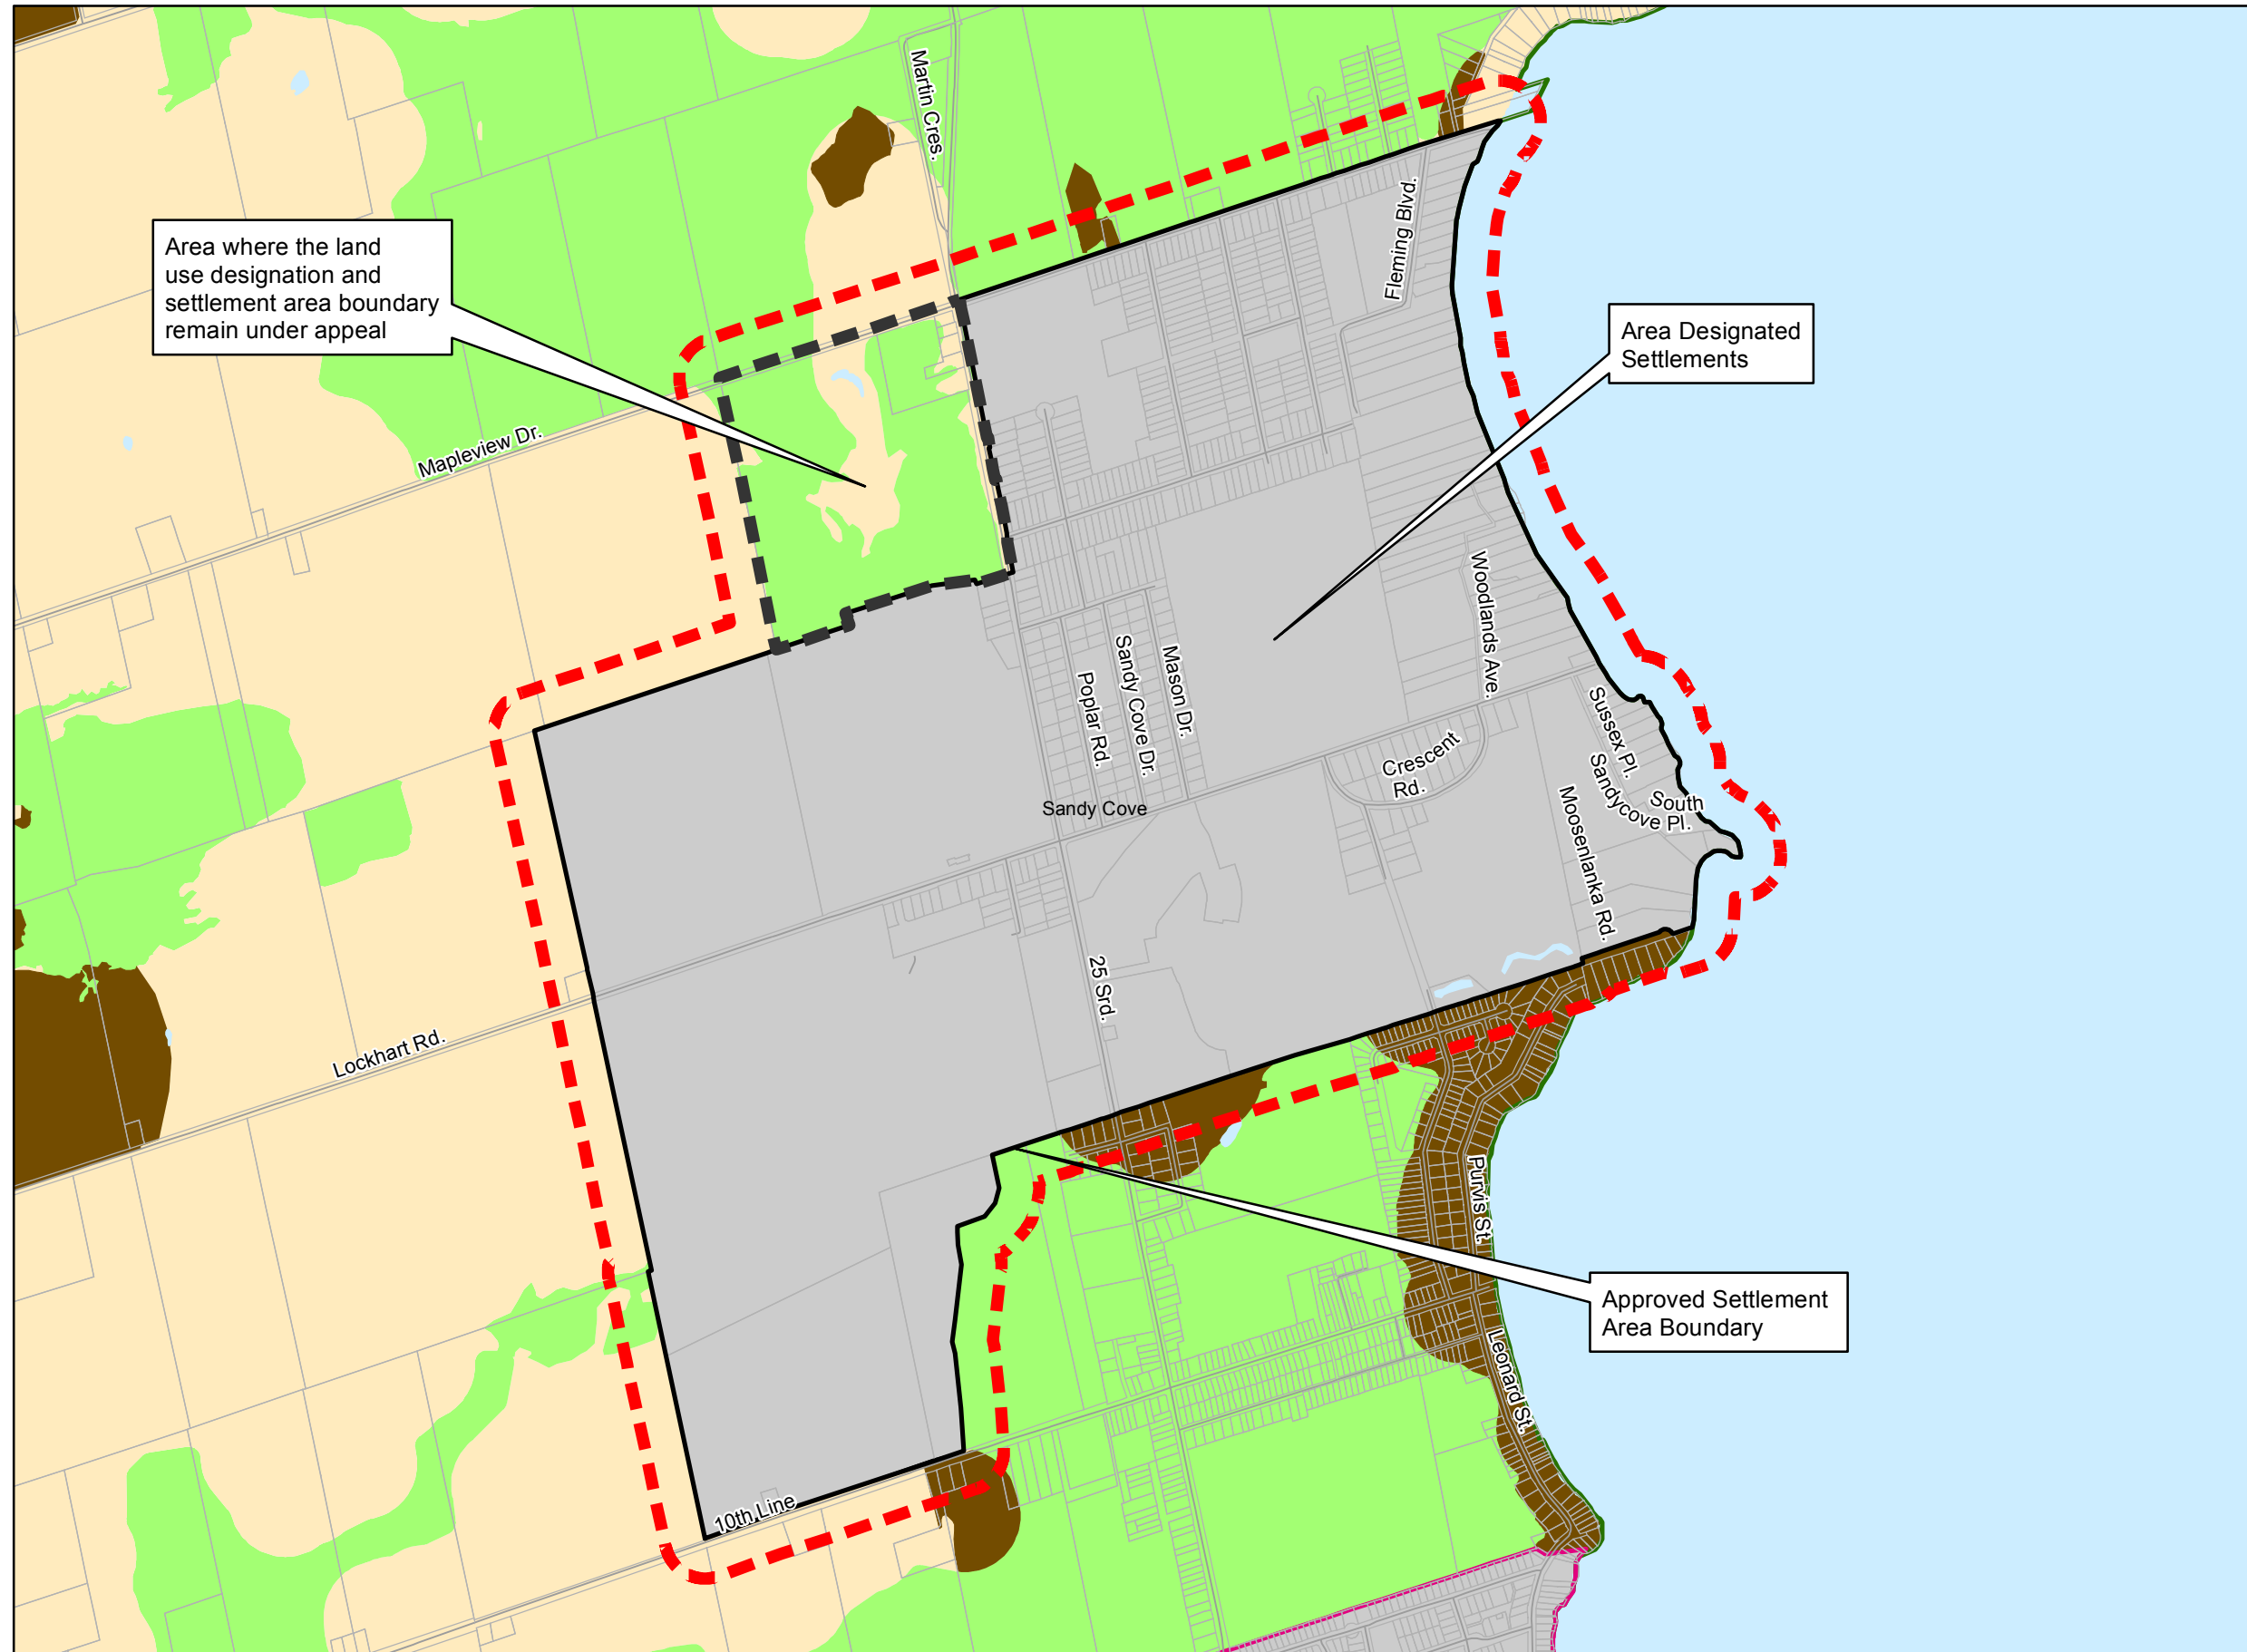 Martin Cres.
Fleming Blvd.
Area where the land
use designation and
settlement area boundary
remain under appeal
Area Designated
Settlements
Mapleview Dr.
Woodlands Ave.
Poplar Rd.
Sandy Cove Dr.
Mason Dr.
Sussex Pl.
Crescent
Rd.
Sandy Cove
Moosenlanka Rd.
South
Sandycove Pl.
25 Srd.
Lockhart Rd.
Purvis St.
Approved Settlement
Area Boundary
Leonard St.
10th Line